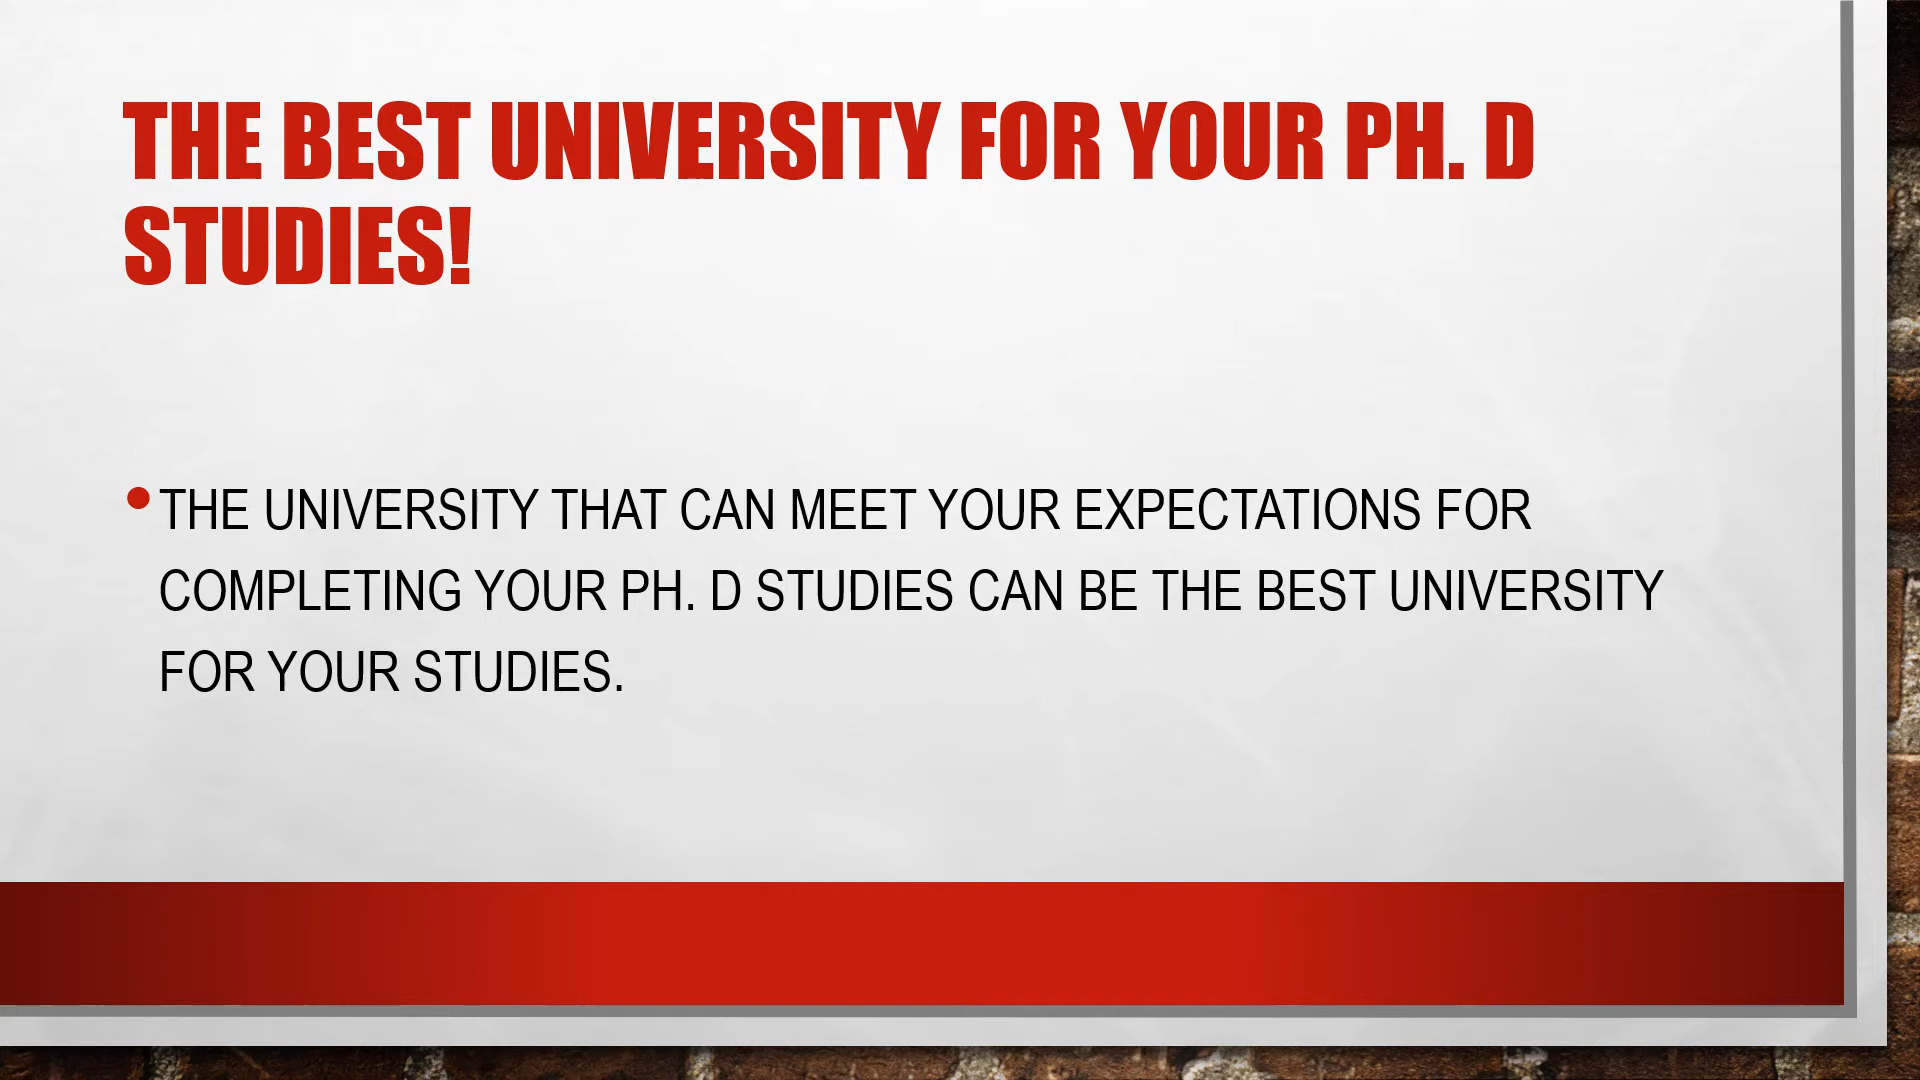 THE BEST UNIVERSITY FOR YOUR PH. D
STUDIES!
• THE UNIVERSITY THAT CAN MEET YOUR EXPECTATIONS FOR
COMPLETING YOUR PH. D STUDIES CAN BE THE BEST UNIVERSITY
FOR YOUR STUDIES.